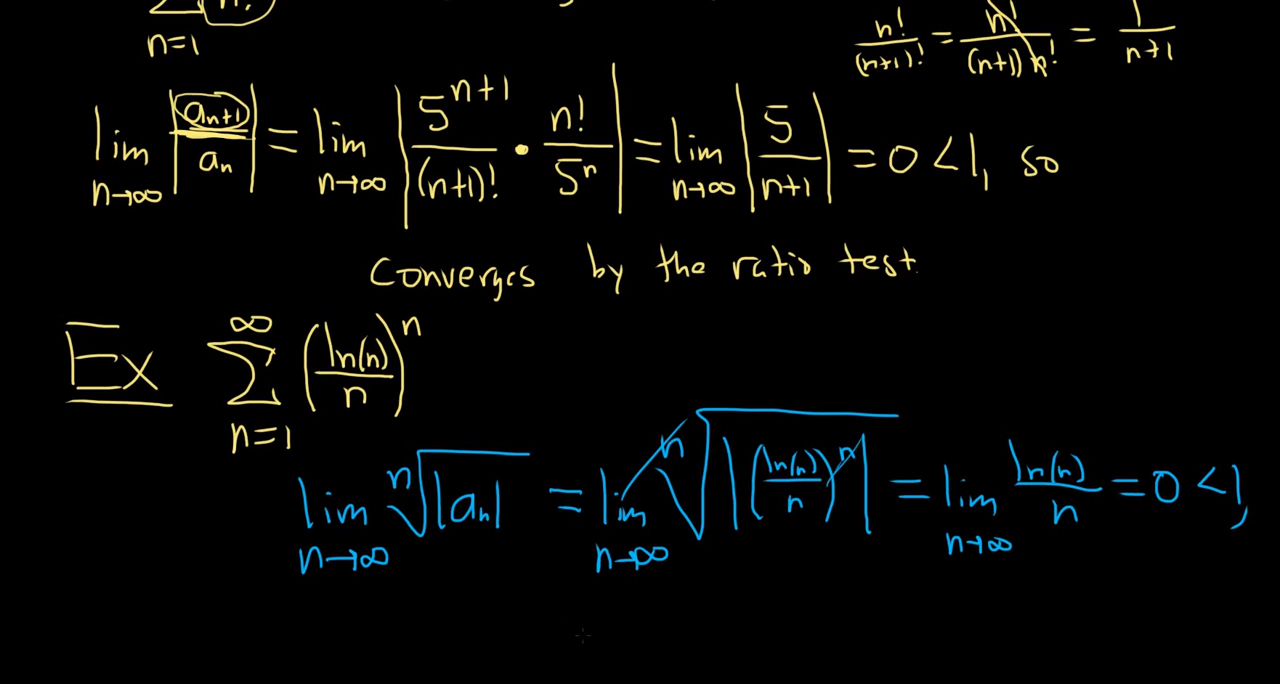 n=1
n!/(n+1)! = n!/((n+1) n!) = 1/(n+1)
lim n→∞ |a_{n+1}/a_n| = lim n→∞ |5^{n+1}/(n+1)! • n!/5^n| = lim n→∞ |5/(n+1)| = 0 < 1, so
Converges by the ratio test.
Ex ∑_{n=1}^{∞} (ln(n)/n)^n
lim n→∞ ⁿ√|a_n| = lim n→∞ ⁿ√|(ln(n)/n)^n| = lim n→∞ ln(n)/n = 0 < 1,